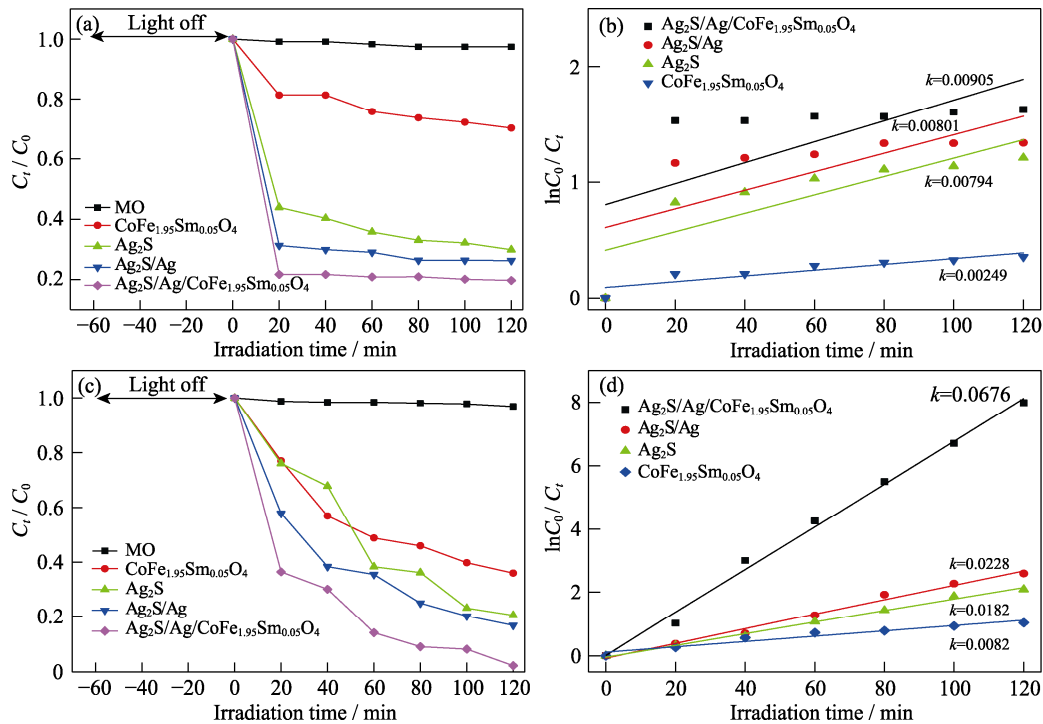 (a)
Light off
1.0
0.8
0.6
0.4
0.2
Cₜ / C₀
MO
CoFe₁.₉₅Sm₀.₀₅O₄
Ag₂S
Ag₂S/Ag
Ag₂S/Ag/CoFe₁.₉₅Sm₀.₀₅O₄
−60 −40 −20 0 20 40 60 80 100 120
Irradiation time / min
(b)
Ag₂S/Ag/CoFe₁.₉₅Sm₀.₀₅O₄
Ag₂S/Ag
Ag₂S
CoFe₁.₉₅Sm₀.₀₅O₄
2
1
0
lnC₀ / Cₜ
k=0.00905
k=0.00801
k=0.00794
k=0.00249
0 20 40 60 80 100 120
Irradiation time / min
(c)
Light off
1.0
0.8
0.6
0.4
0.2
0
Cₜ / C₀
MO
CoFe₁.₉₅Sm₀.₀₅O₄
Ag₂S
Ag₂S/Ag
Ag₂S/Ag/CoFe₁.₉₅Sm₀.₀₅O₄
−60 −40 −20 0 20 40 60 80 100 120
Irradiation time / min
(d)
k=0.0676
Ag₂S/Ag/CoFe₁.₉₅Sm₀.₀₅O₄
Ag₂S/Ag
Ag₂S
CoFe₁.₉₅Sm₀.₀₅O₄
8
6
4
2
0
lnC₀ / Cₜ
k=0.0228
k=0.0182
k=0.0082
0 20 40 60 80 100 120
Irradiation time / min